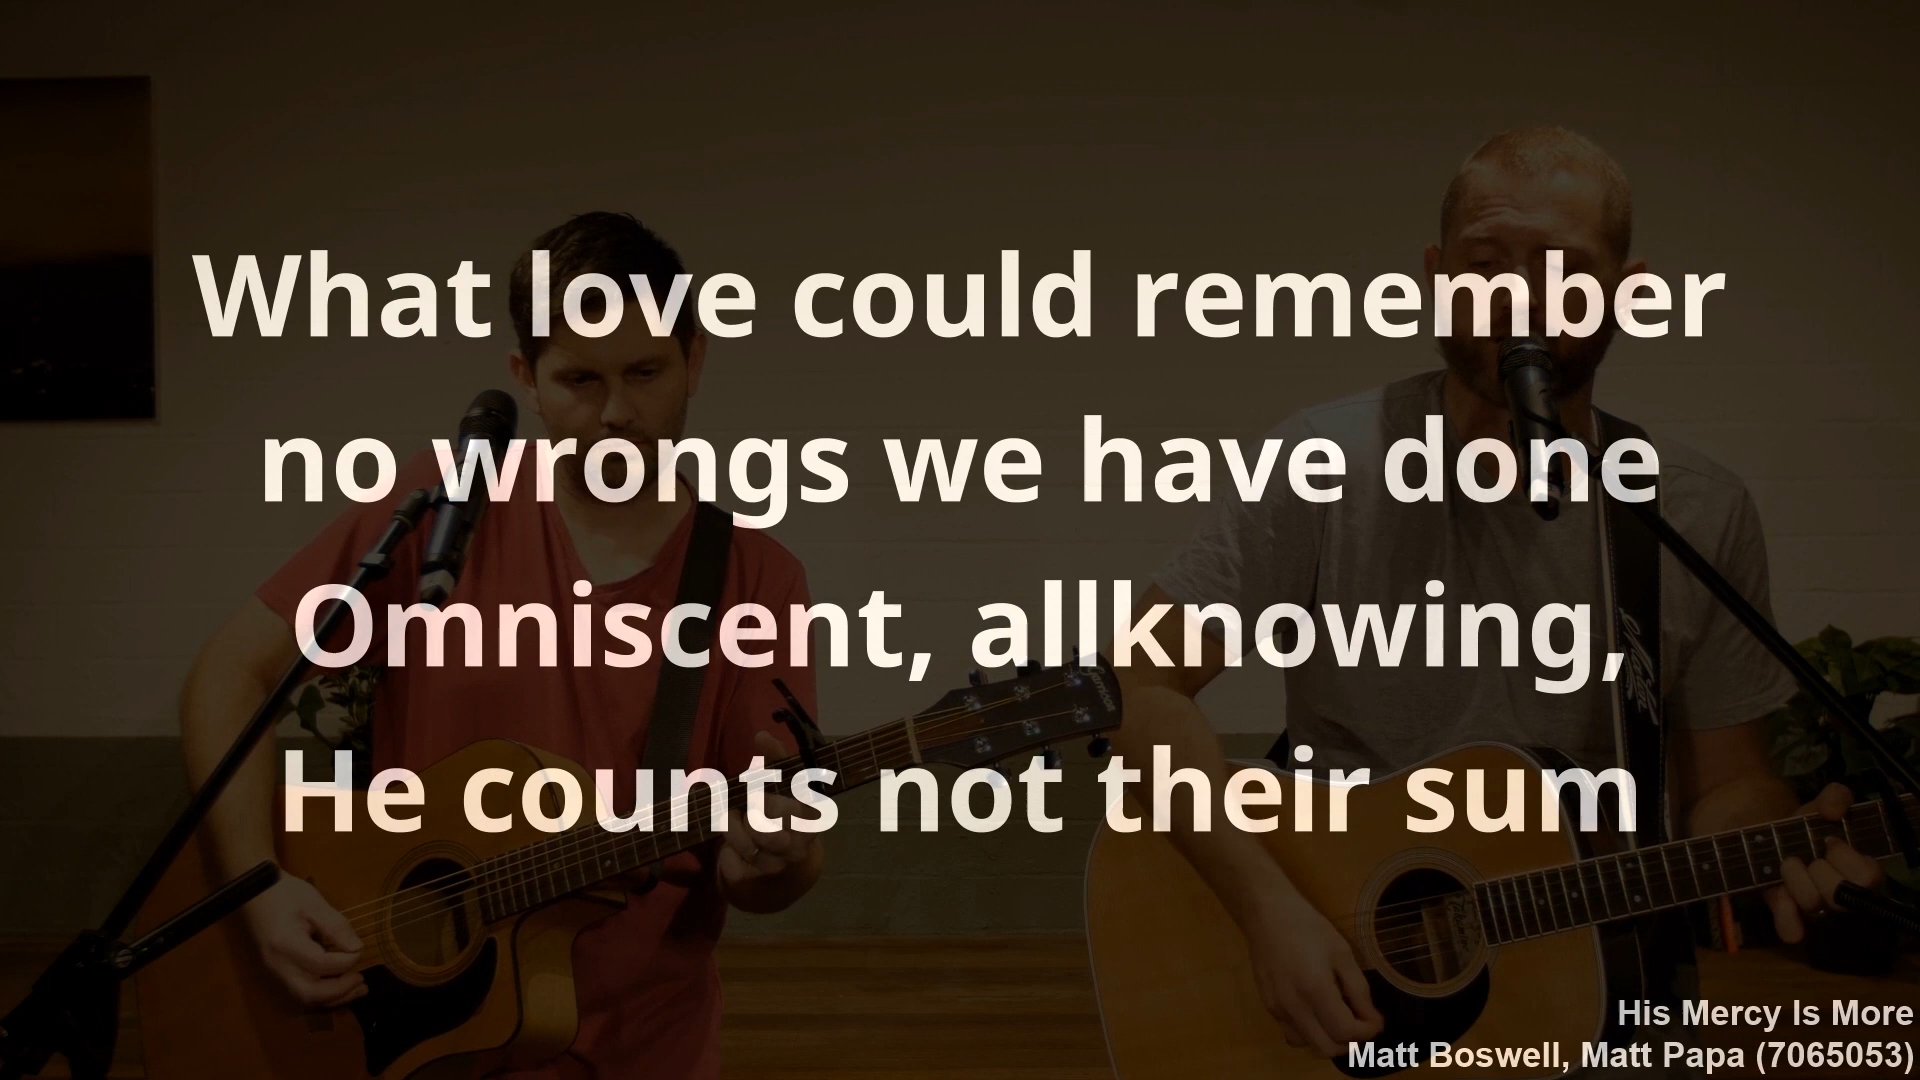 What love could remember
no wrongs we have done
Omniscent, allknowing,
He counts not their sum
His Mercy Is More
Matt Boswell, Matt Papa (7065053)